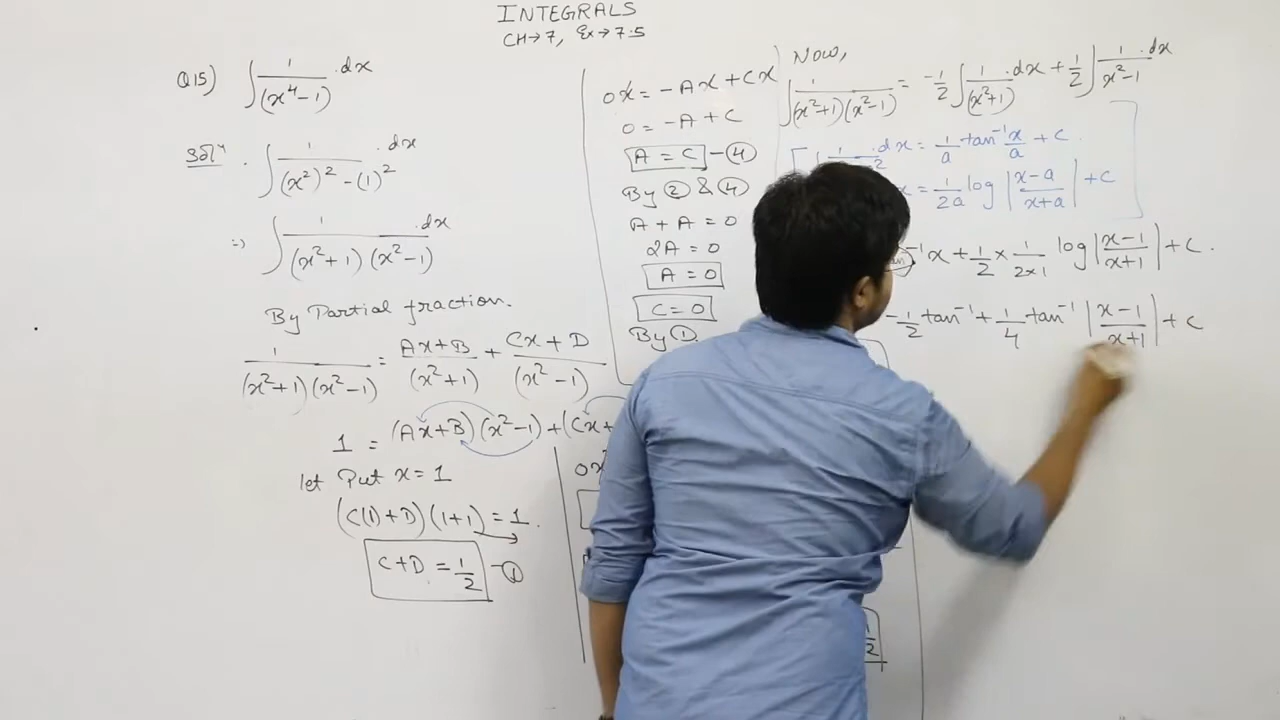 INTEGRALS
CH→7, Ex→7.5
Q15) ∫ 1/(x⁴-1) .dx
Solⁿ. ∫ 1/((x²)² - (1)²) .dx
⇒ ∫ 1/((x²+1)(x²-1)) .dx
By Partial fraction.
1/((x²+1)(x²-1)) = (Ax+B)/(x²+1) + (Cx+D)/(x²-1)
1 = (Ax+B)(x²-1)+(Cx+
let Put x=1
(C(1)+D)(1+1)=1.
C+D = 1/2 -①
0x = -Ax + Cx
0 = -A + C
A = C -④
By ② & ④
A + A = 0
2A = 0
A = 0
C = 0
By ①
0x
1/2
Now,
∫ 1/((x²+1)(x²-1)) = -1/2 ∫ 1/(x²+1) .dx + 1/2 ∫ 1/(x²-1) .dx
.dx = 1/a tan⁻¹ x/a + C.
x = 1/2a log |(x-a)/(x+a)| + C
⁻¹x + 1/2 × 1/(2×1) log |(x-1)/(x+1)| + C.
-1/2 tan⁻¹ + 1/4 tan⁻¹ |(x-1)/(x+1)| + C